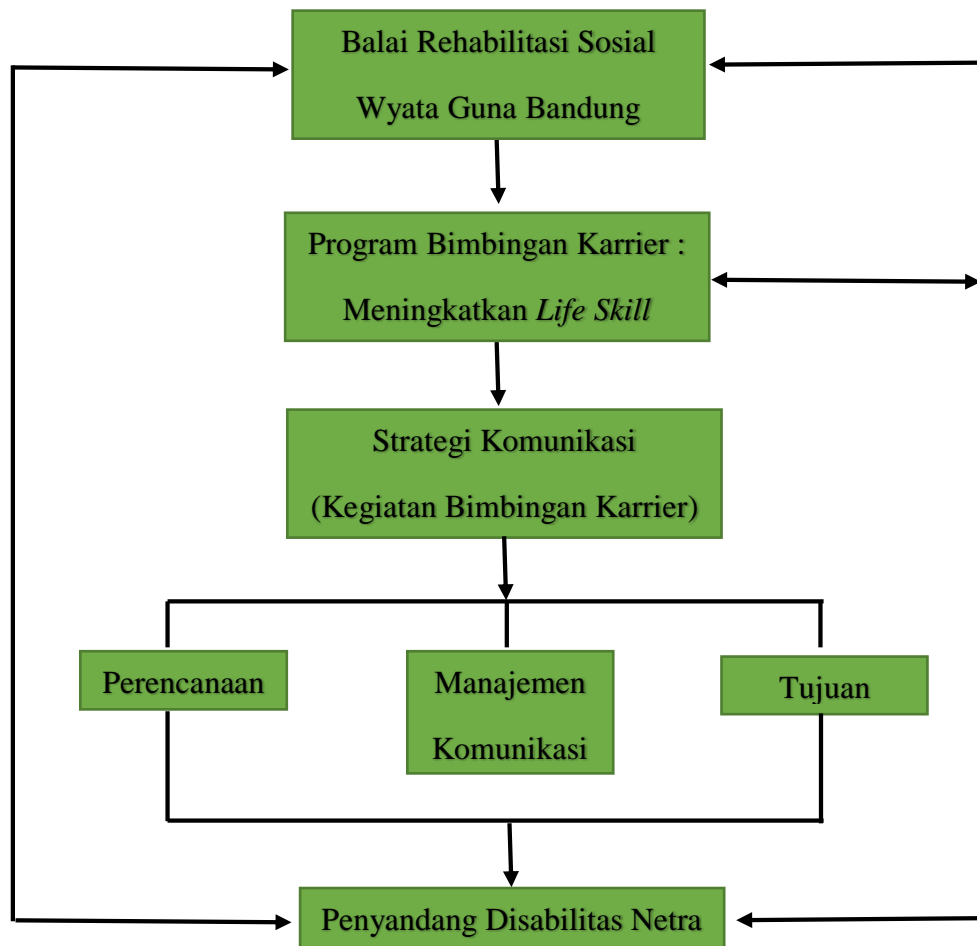 Balai Rehabilitasi Sosial
Wyata Guna Bandung
Program Bimbingan Karrier :
Meningkatkan Life Skill
Strategi Komunikasi
(Kegiatan Bimbingan Karrier)
Perencanaan
Manajemen
Komunikasi
Tujuan
Penyandang Disabilitas Netra